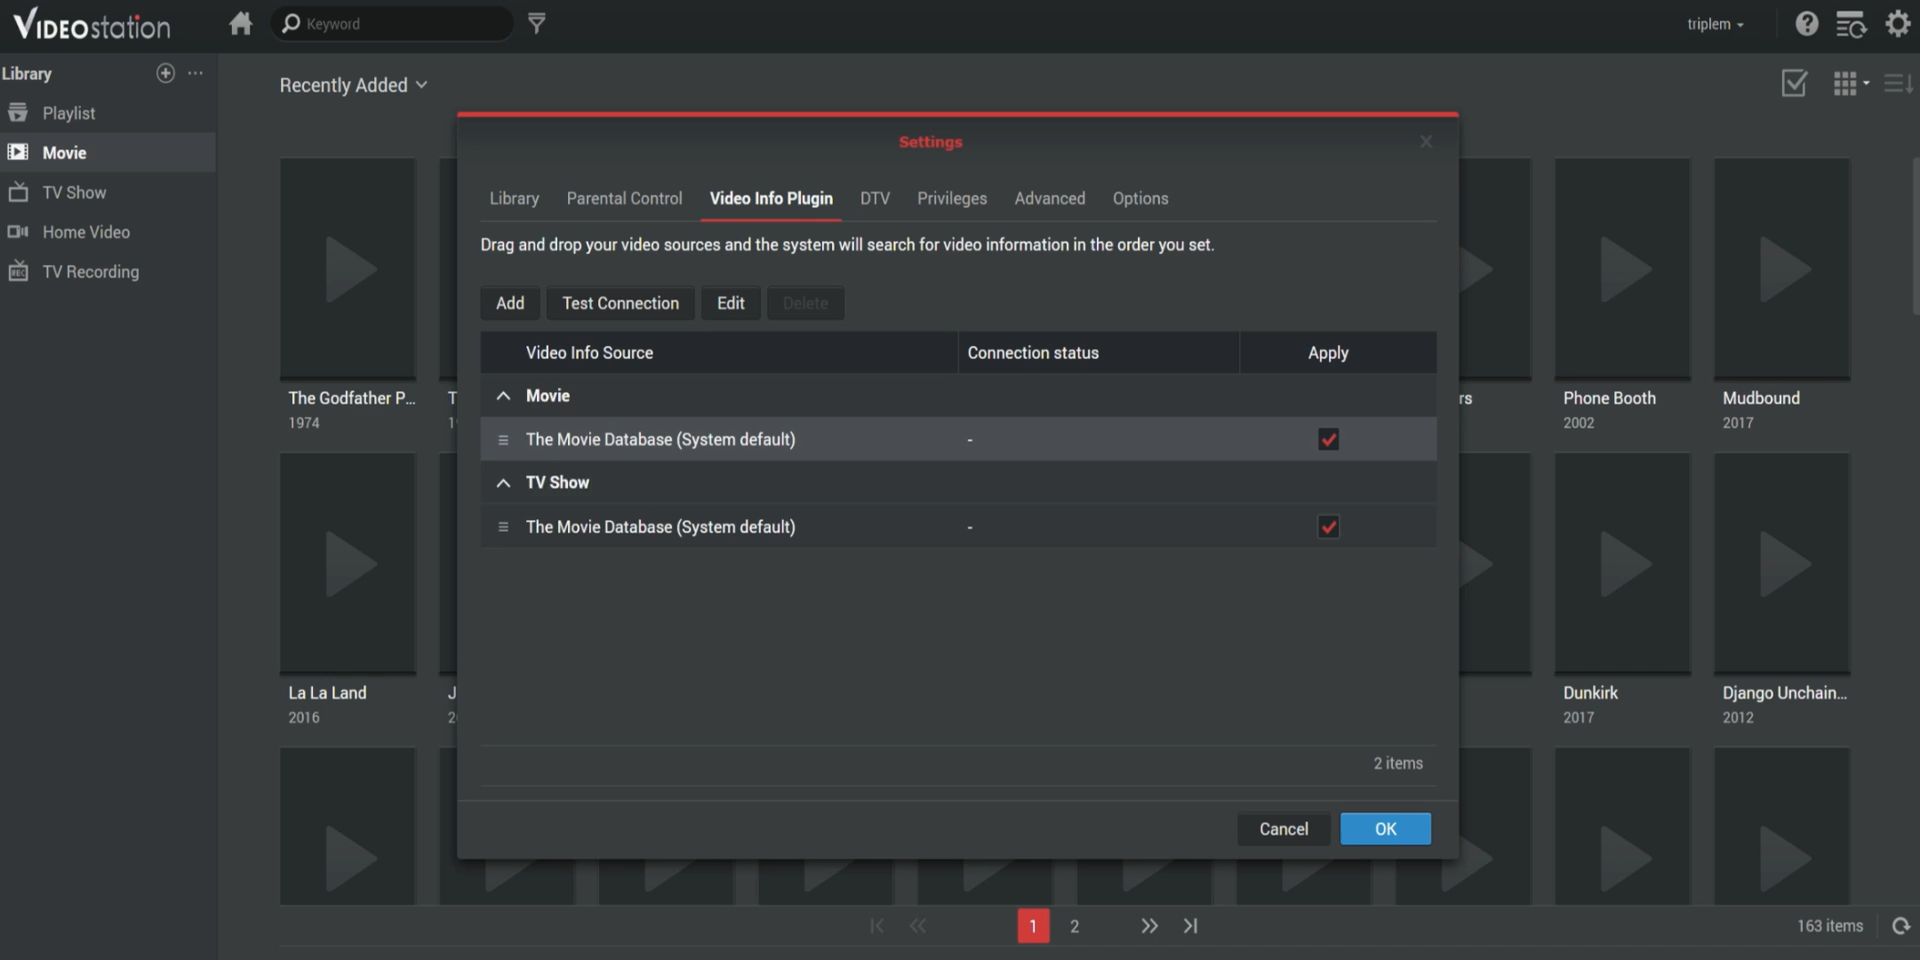 VIDEOstation
Keyword
triplem
Library
Playlist
Movie
TV Show
Home Video
TV Recording
Recently Added
Settings
X
Library Parental Control Video Info Plugin DTV Privileges Advanced Options
Drag and drop your video sources and the system will search for video information in the order you set.
Add Test Connection Edit Delete
Video Info Source Connection status Apply
Movie
The Movie Database (System default) -
TV Show
The Movie Database (System default) -
2 items
Cancel OK
The Godfather P...
1974
T
1
rs
Phone Booth
2002
Mudbound
2017
La La Land
2016
J
2
Dunkirk
2017
Django Unchain...
2012
1 2
163 items